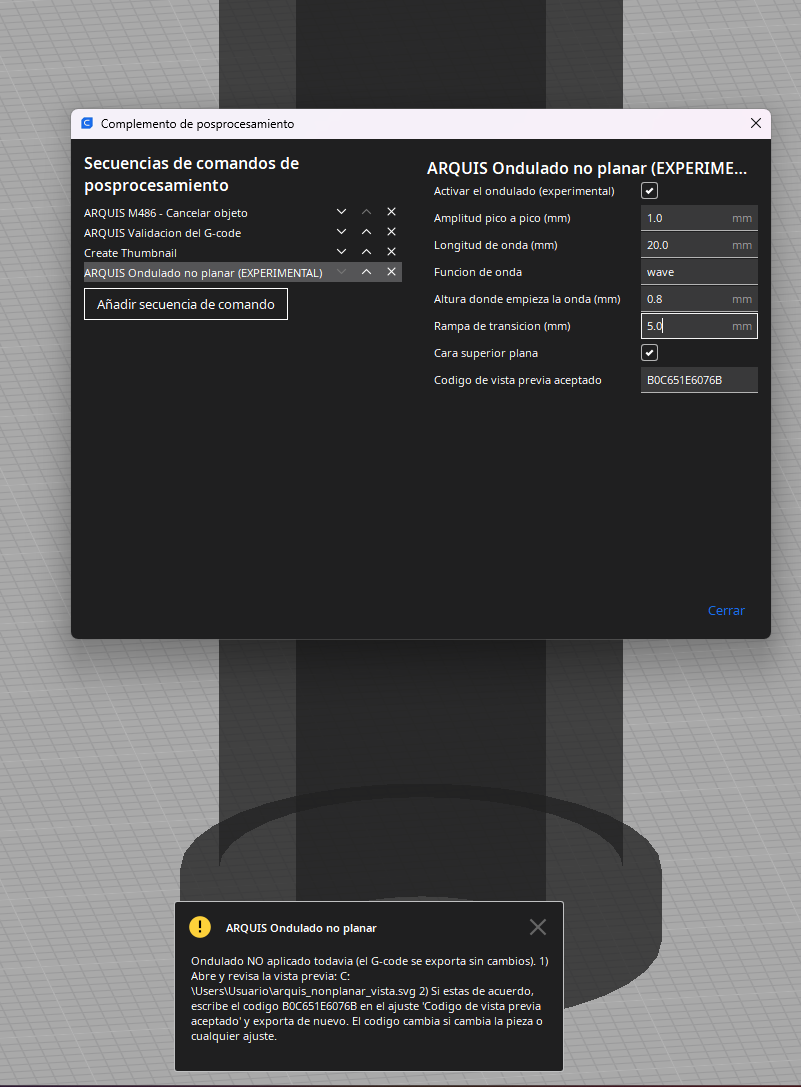 Complemento de posprocesamiento
Secuencias de comandos de
posprocesamiento
ARQUIS M486 - Cancelar objeto
ARQUIS Validacion del G-code
Create Thumbnail
ARQUIS Ondulado no planar (EXPERIMENTAL)
Añadir secuencia de comando
ARQUIS Ondulado no planar (EXPERIME...
Activar el ondulado (experimental)
Amplitud pico a pico (mm) 1.0 mm
Longitud de onda (mm) 20.0 mm
Funcion de onda wave
Altura donde empieza la onda (mm) 0.8 mm
Rampa de transicion (mm) 5.0 mm
Cara superior plana
Codigo de vista previa aceptado B0C651E6076B
Cerrar
ARQUIS Ondulado no planar
Ondulado NO aplicado todavia (el G-code se exporta sin cambios). 1)
Abre y revisa la vista previa: C:
\Users\Usuario\arquis_nonplanar_vista.svg 2) Si estas de acuerdo,
escribe el codigo B0C651E6076B en el ajuste 'Codigo de vista previa
aceptado' y exporta de nuevo. El codigo cambia si cambia la pieza o
cualquier ajuste.